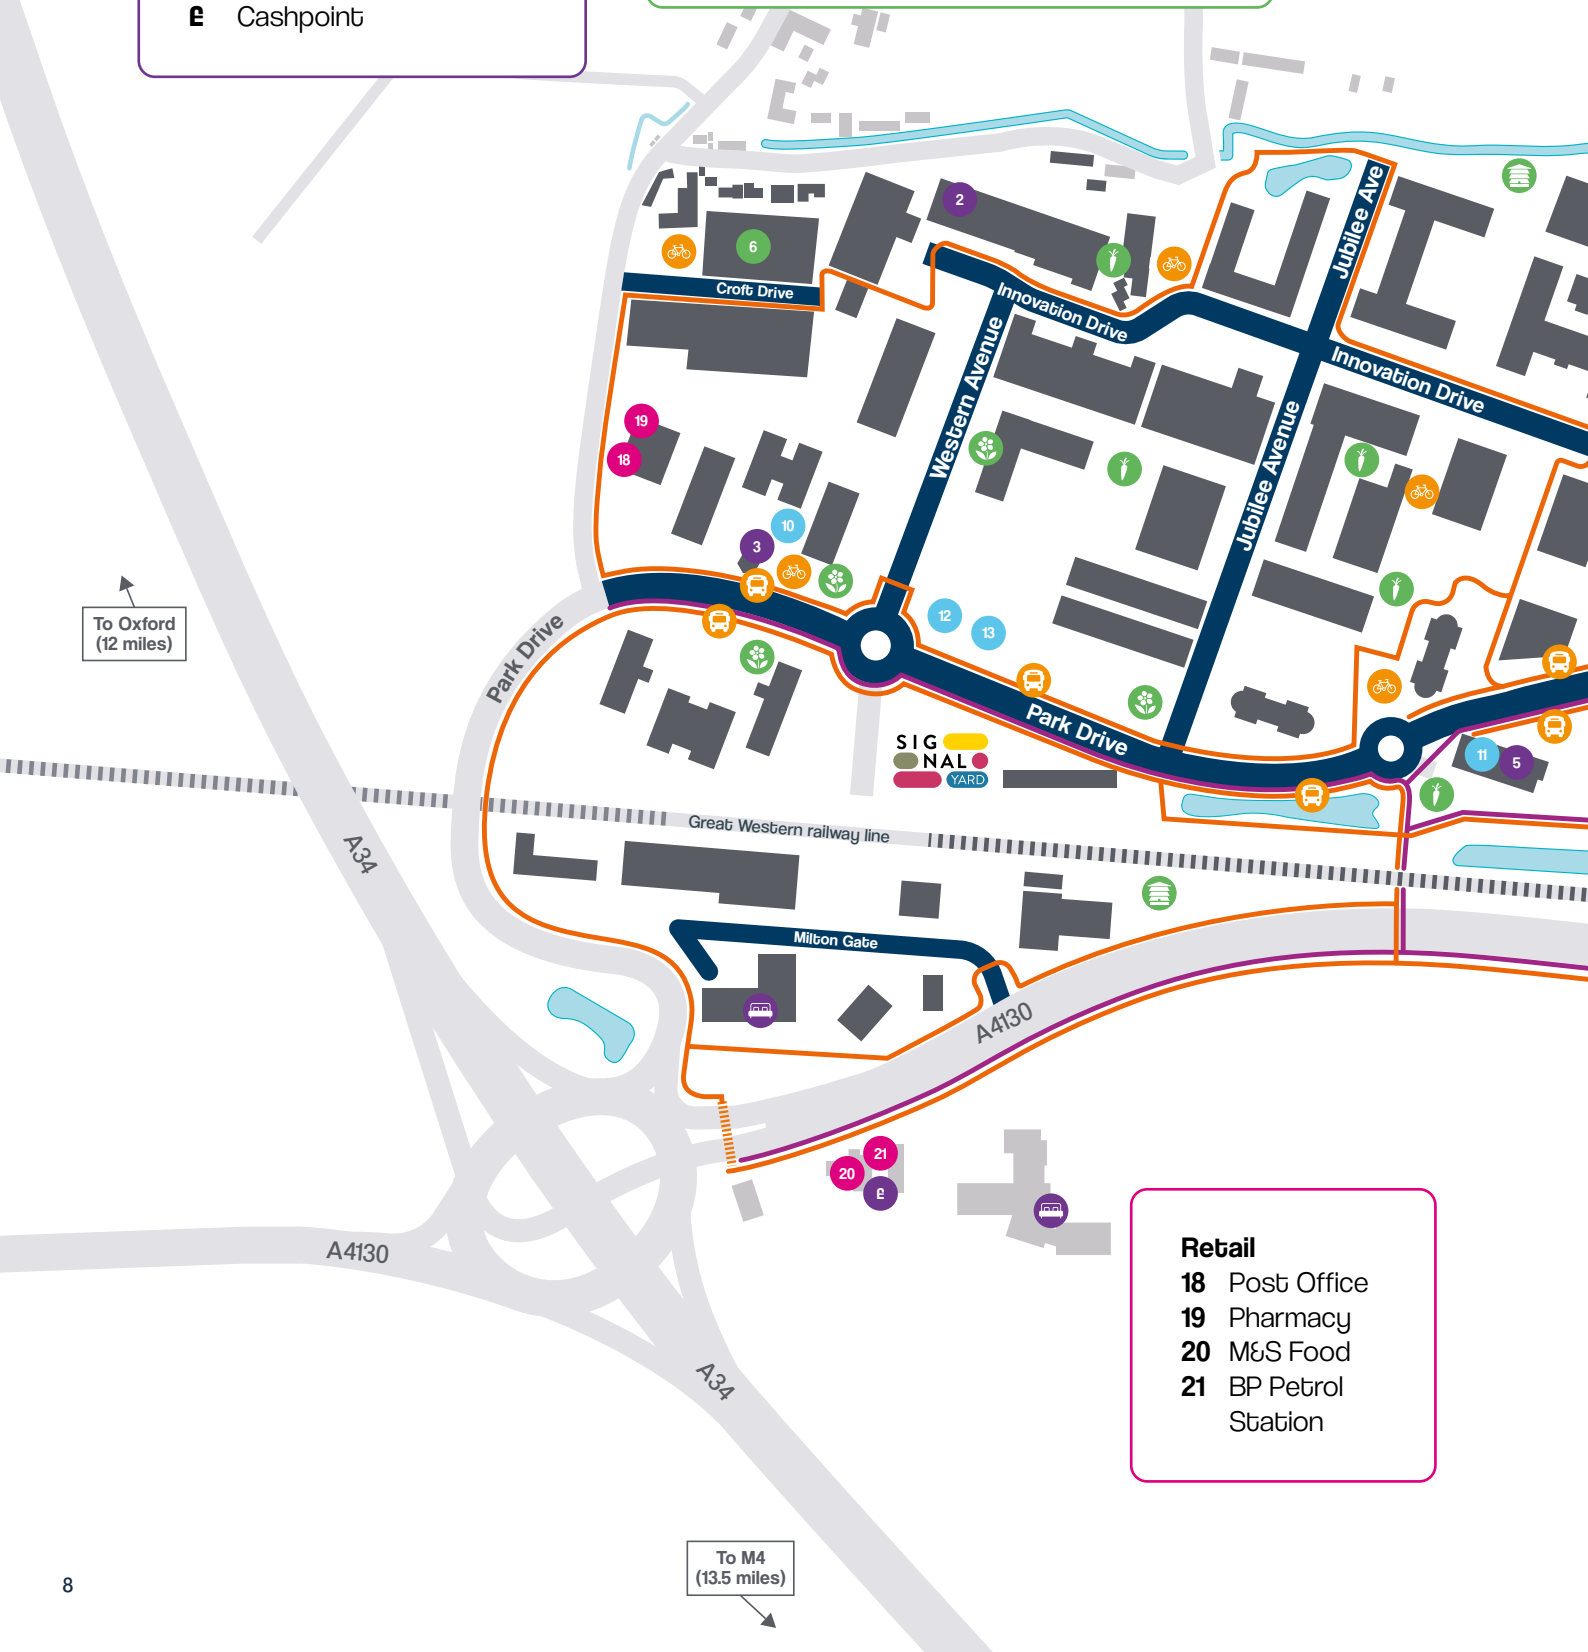 £ Cashpoint
2
6
Croft Drive
Innovation Drive
Jubilee Ave
Innovation Drive
Western Avenue
Jubilee Avenue
19
18
10
3
12
13
To Oxford
(12 miles)
Park Drive
Park Drive
SIG
NAL
YARD
11
5
Great Western railway line
A34
Milton Gate
A4130
21
20
£
A4130
Retail
18 Post Office
19 Pharmacy
20 M&S Food
21 BP Petrol
Station
A34
To M4
(13.5 miles)
8